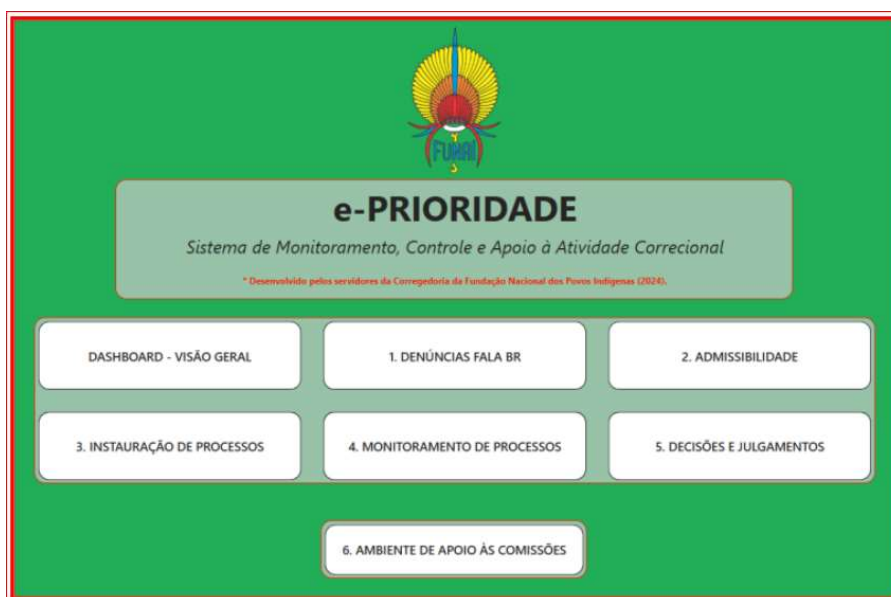 FUNAI
e-PRIORIDADE
Sistema de Monitoramento, Controle e Apoio à Atividade Correcional
* Desenvolvido pelos servidores da Corregedoria da Fundação Nacional dos Povos Indígenas (2024).
DASHBOARD - VISÃO GERAL
1. DENÚNCIAS FALA BR
2. ADMISSIBILIDADE
3. INSTAURAÇÃO DE PROCESSOS
4. MONITORAMENTO DE PROCESSOS
5. DECISÕES E JULGAMENTOS
6. AMBIENTE DE APOIO ÀS COMISSÕES